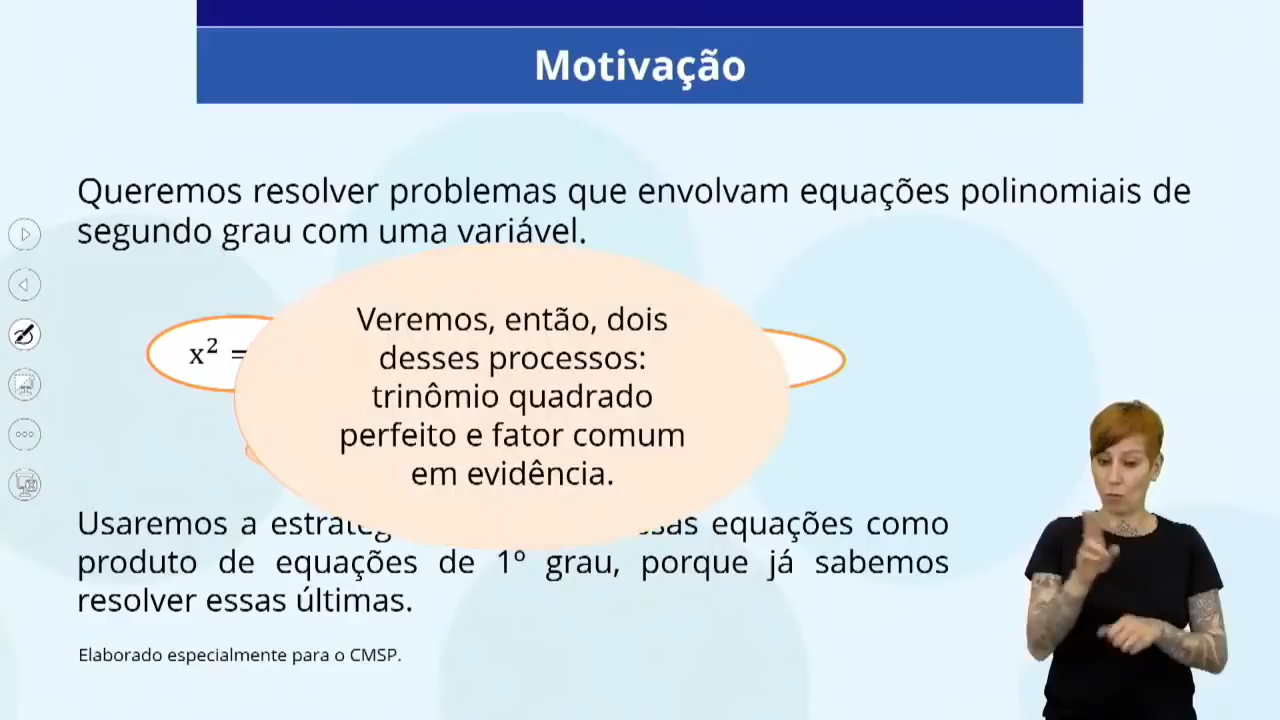 Motivação
Queremos resolver problemas que envolvam equações polinomiais de
segundo grau com uma variável.
x² =
Veremos, então, dois
desses processos:
trinômio quadrado
perfeito e fator comum
em evidência.
Usaremos a equações como
produto de equações de 1º grau, porque já sabemos
resolver essas últimas.
Elaborado especialmente para o CMSP.